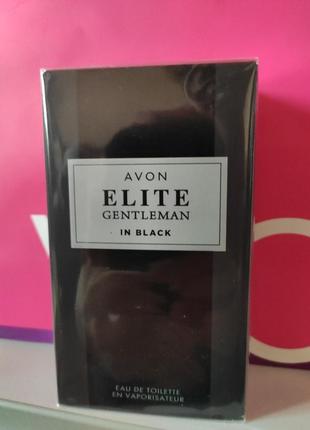 AVON
ELITE
GENTLEMAN
IN BLACK
EAU DE TOILETTE
EN VAPORISATEUR